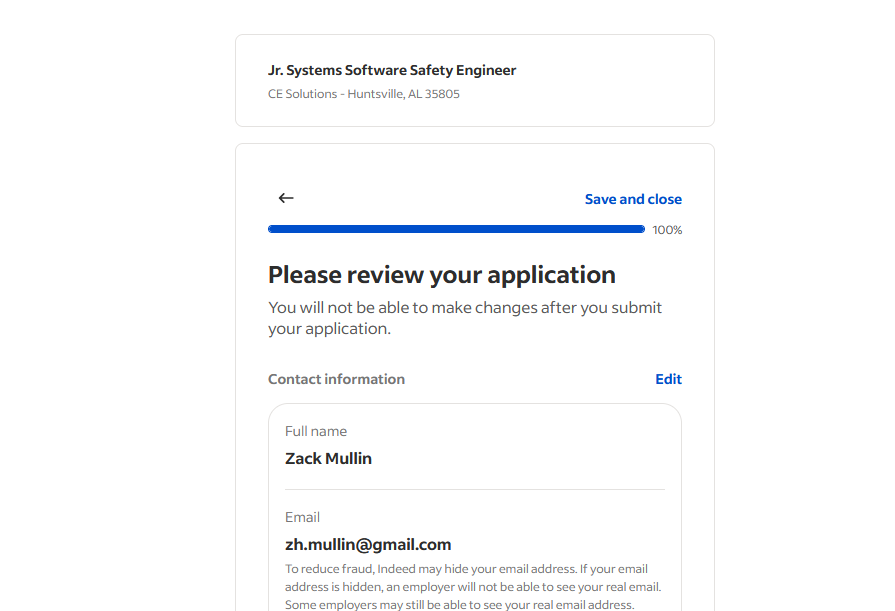 Jr. Systems Software Safety Engineer
CE Solutions - Huntsville, AL 35805
Save and close
100%
Please review your application
You will not be able to make changes after you submit
your application.
Contact information
Edit
Full name
Zack Mullin
Email
zh.mullin@gmail.com
To reduce fraud, Indeed may hide your email address. If your email
address is hidden, an employer will not be able to see your real email.
Some employers may still be able to see your real email address.